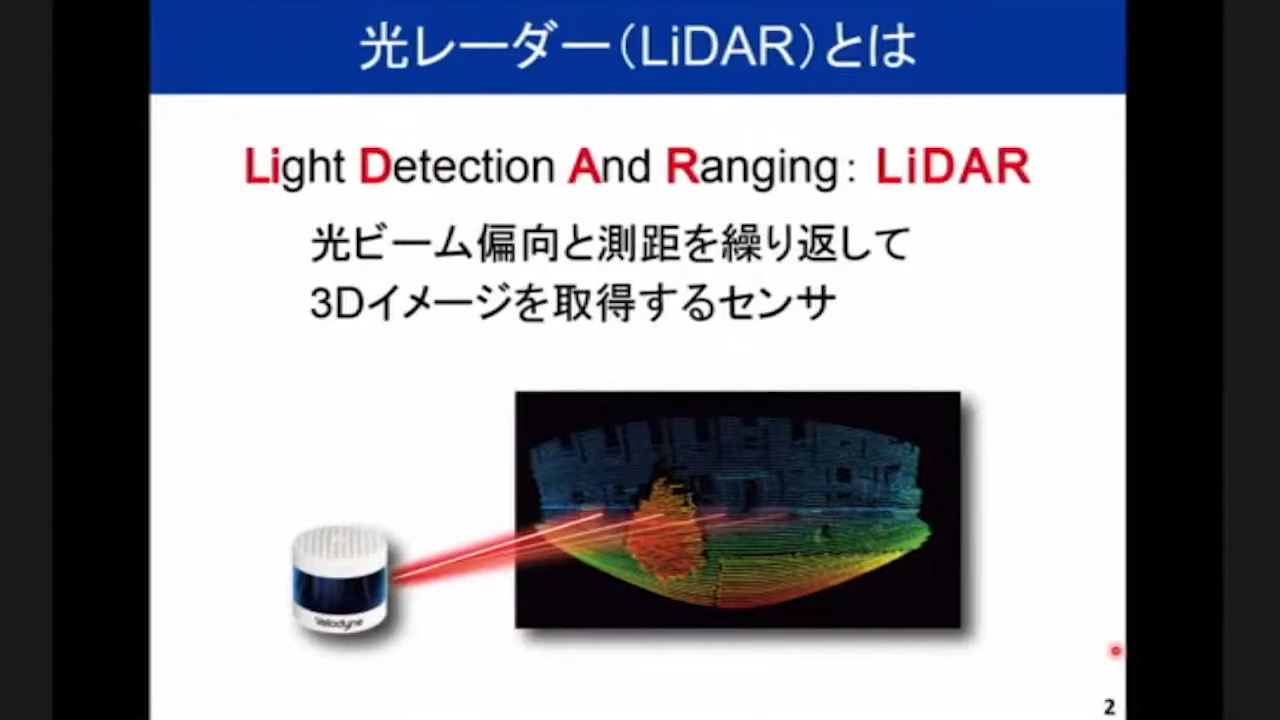 光レーダー（LiDAR）とは
Light Detection And Ranging： LiDAR
光ビーム偏向と測距を繰り返して
3Dイメージを取得するセンサ
Velodyne
2